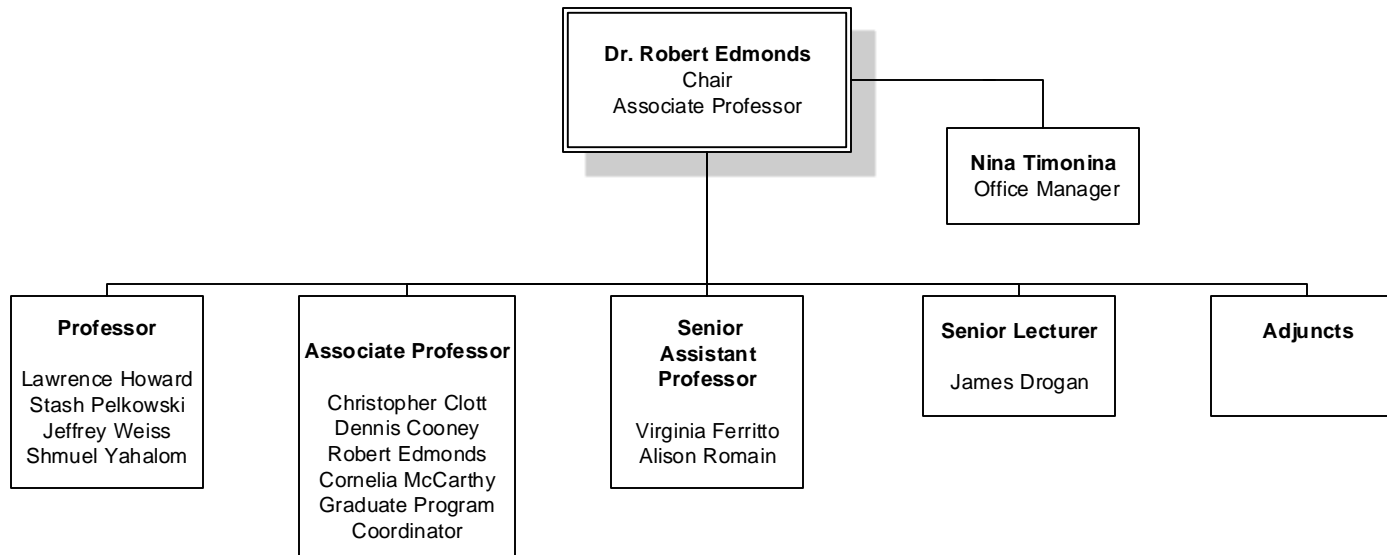 Dr. Robert Edmonds
Chair
Associate Professor
Nina Timonina
Office Manager
Professor
Lawrence Howard
Stash Pelkowski
Jeffrey Weiss
Shmuel Yahalom
Associate Professor
Christopher Clott
Dennis Cooney
Robert Edmonds
Cornelia McCarthy
Graduate Program
Coordinator
Senior
Assistant
Professor
Virginia Ferritto
Alison Romain
Senior Lecturer
James Drogan
Adjuncts